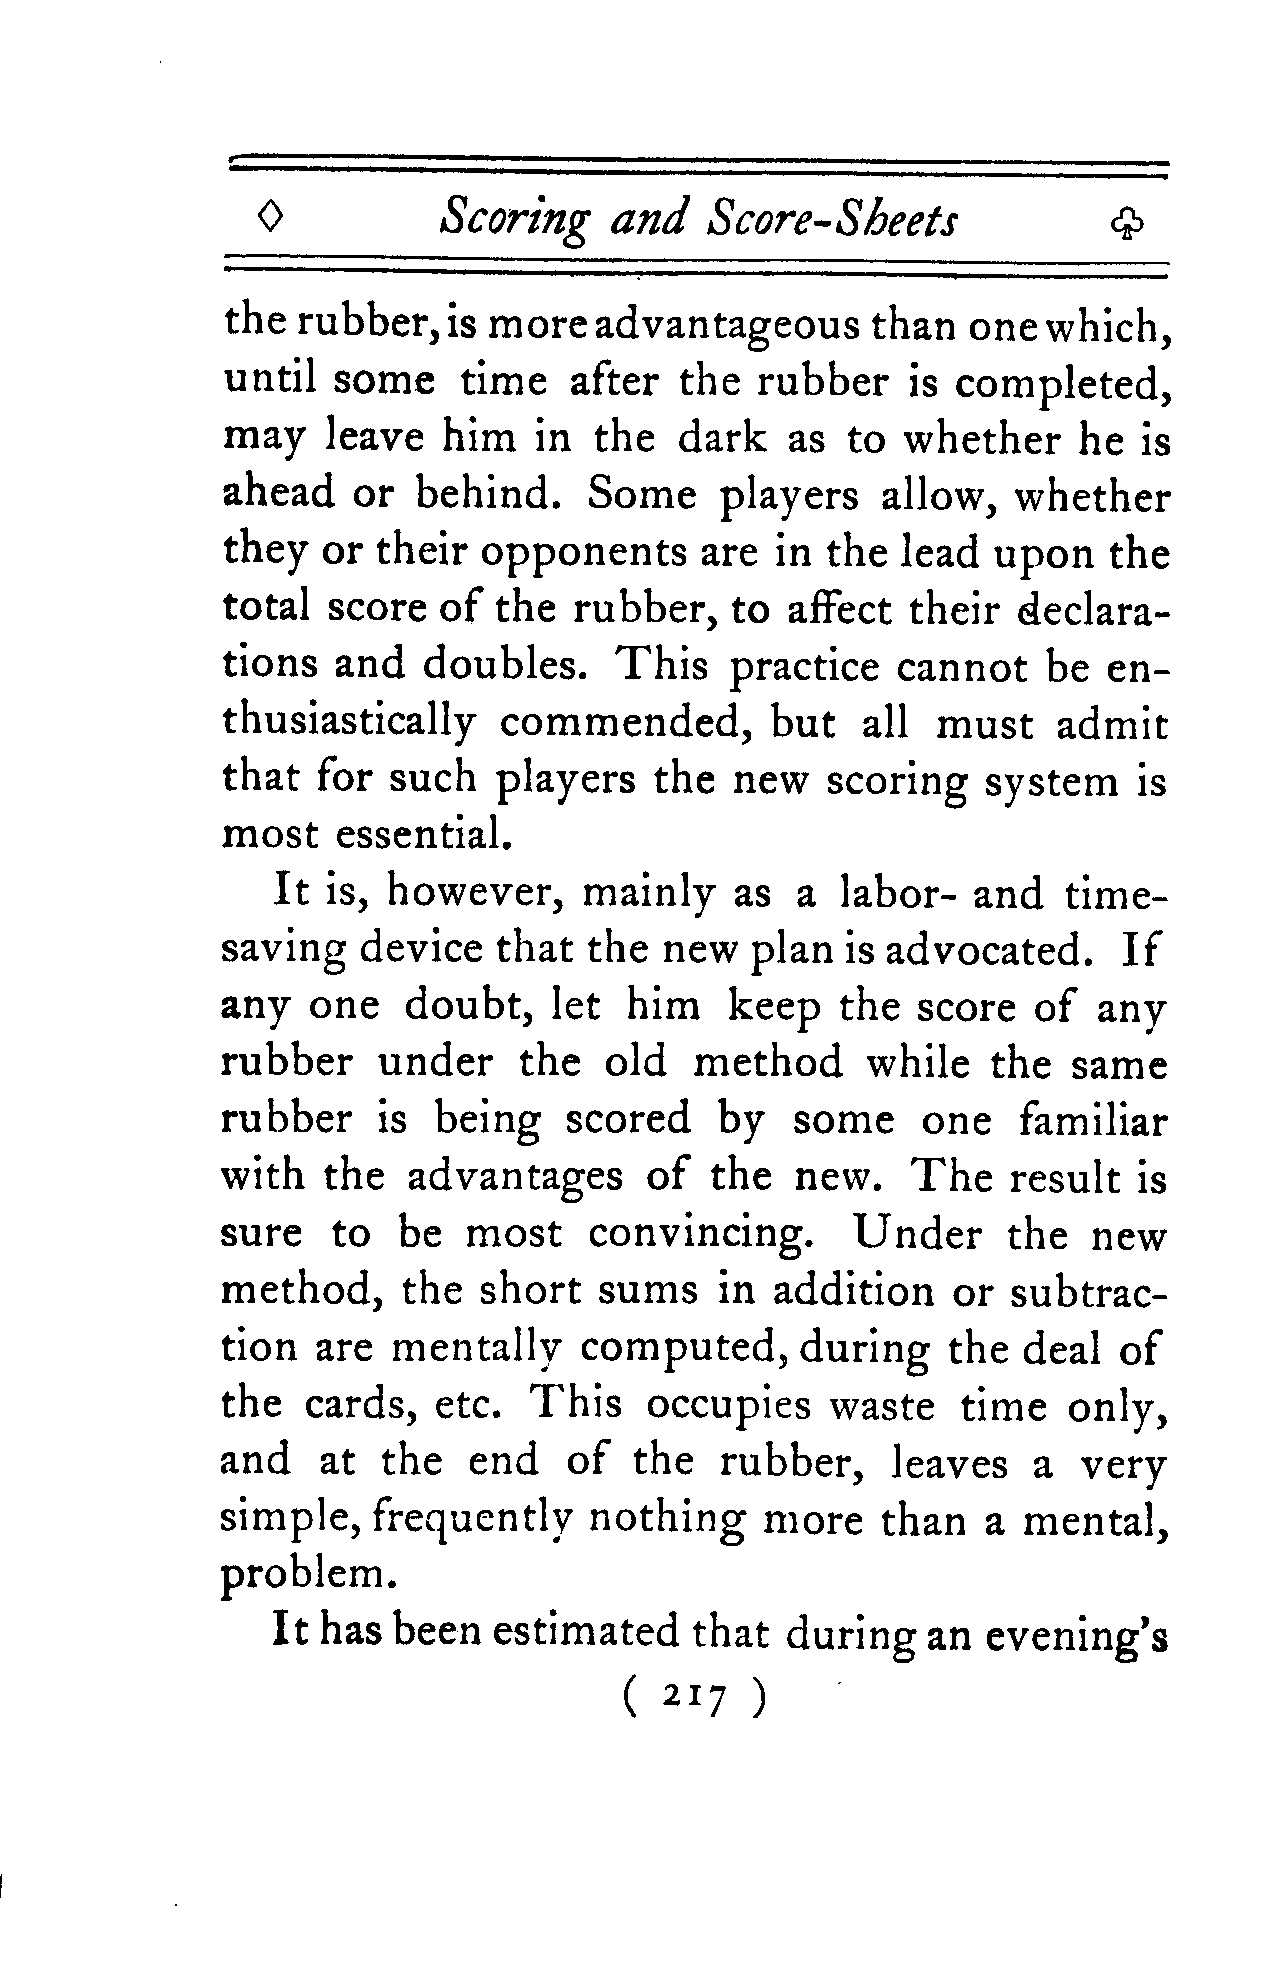 ◊ Scoring and Score-Sheets ♧
the rubber, is more advantageous than one which,
until some time after the rubber is completed,
may leave him in the dark as to whether he is
ahead or behind. Some players allow, whether
they or their opponents are in the lead upon the
total score of the rubber, to affect their declara-
tions and doubles. This practice cannot be en-
thusiastically commended, but all must admit
that for such players the new scoring system is
most essential.
It is, however, mainly as a labor- and time-
saving device that the new plan is advocated. If
any one doubt, let him keep the score of any
rubber under the old method while the same
rubber is being scored by some one familiar
with the advantages of the new. The result is
sure to be most convincing. Under the new
method, the short sums in addition or subtrac-
tion are mentally computed, during the deal of
the cards, etc. This occupies waste time only,
and at the end of the rubber, leaves a very
simple, frequently nothing more than a mental,
problem.
It has been estimated that during an evening's
( 217 )